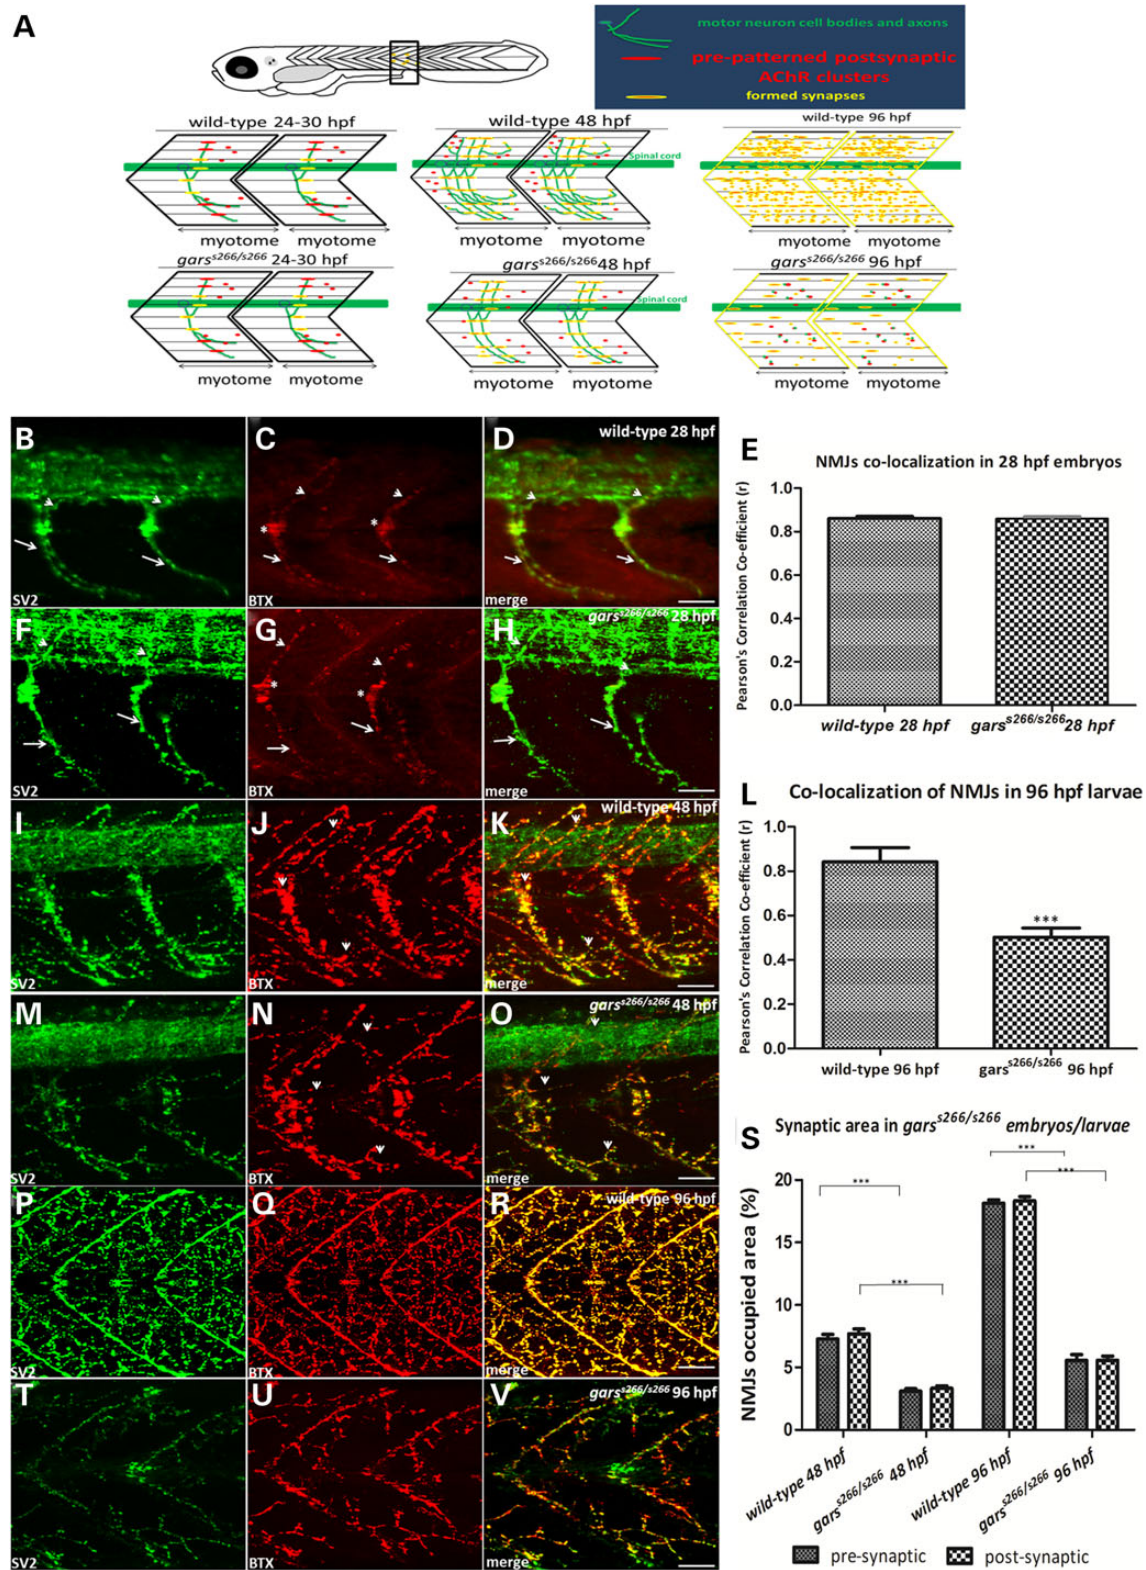 A
motor neuron cell bodies and axons
pre-patterned postsynaptic
AChR clusters
formed synapses
wild-type 24-30 hpf
wild-type 48 hpf
wild-type 96 hpf
Spinal cord
myotome myotome
myotome myotome
myotome myotome
gars^s266/s266 24-30 hpf
gars^s266/s266 48 hpf
gars^s266/s266 96 hpf
Spinal cord
myotome myotome
myotome myotome
myotome myotome
B
SV2
C
*
*
BTX
D
wild-type 28 hpf
merge
E
NMJs co-localization in 28 hpf embryos
Pearson's Correlation Co-efficient (r)
1.0
0.8
0.6
0.4
0.2
0.0
wild-type 28 hpf
gars^s266/s266 28 hpf
F
SV2
G
*
*
BTX
H
gars^s266/s266 28 hpf
merge
I
SV2
J
BTX
K
wild-type 48 hpf
merge
L
Co-localization of NMJs in 96 hpf larvae
Pearson's Correlation Co-efficient (r)
1.0
0.8
0.6
0.4
0.2
0.0
***
wild-type 96 hpf
gars^s266/s266 96 hpf
M
SV2
N
BTX
O
gars^s266/s266 48 hpf
merge
P
SV2
Q
BTX
R
wild-type 96 hpf
merge
S
Synaptic area in gars^s266/s266 embryos/larvae
NMJs occupied area (%)
20
15
10
5
0
***
***
***
***
wild-type 48 hpf
gars^s266/s266 48 hpf
wild-type 96 hpf
gars^s266/s266 96 hpf
pre-synaptic
post-synaptic
T
SV2
U
BTX
V
gars^s266/s266 96 hpf
merge